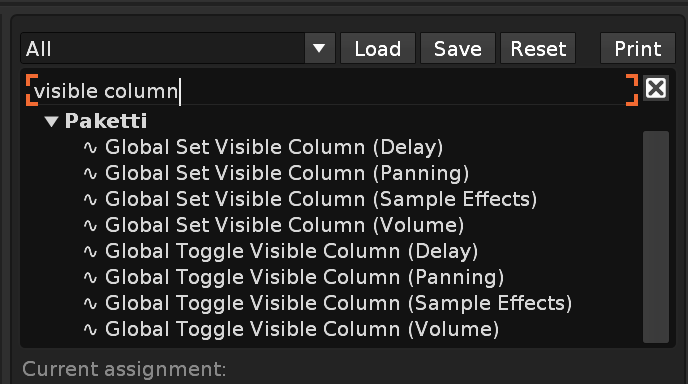 All Load Save Reset Print
visible column
Paketti
Global Set Visible Column (Delay)
Global Set Visible Column (Panning)
Global Set Visible Column (Sample Effects)
Global Set Visible Column (Volume)
Global Toggle Visible Column (Delay)
Global Toggle Visible Column (Panning)
Global Toggle Visible Column (Sample Effects)
Global Toggle Visible Column (Volume)
Current assignment: